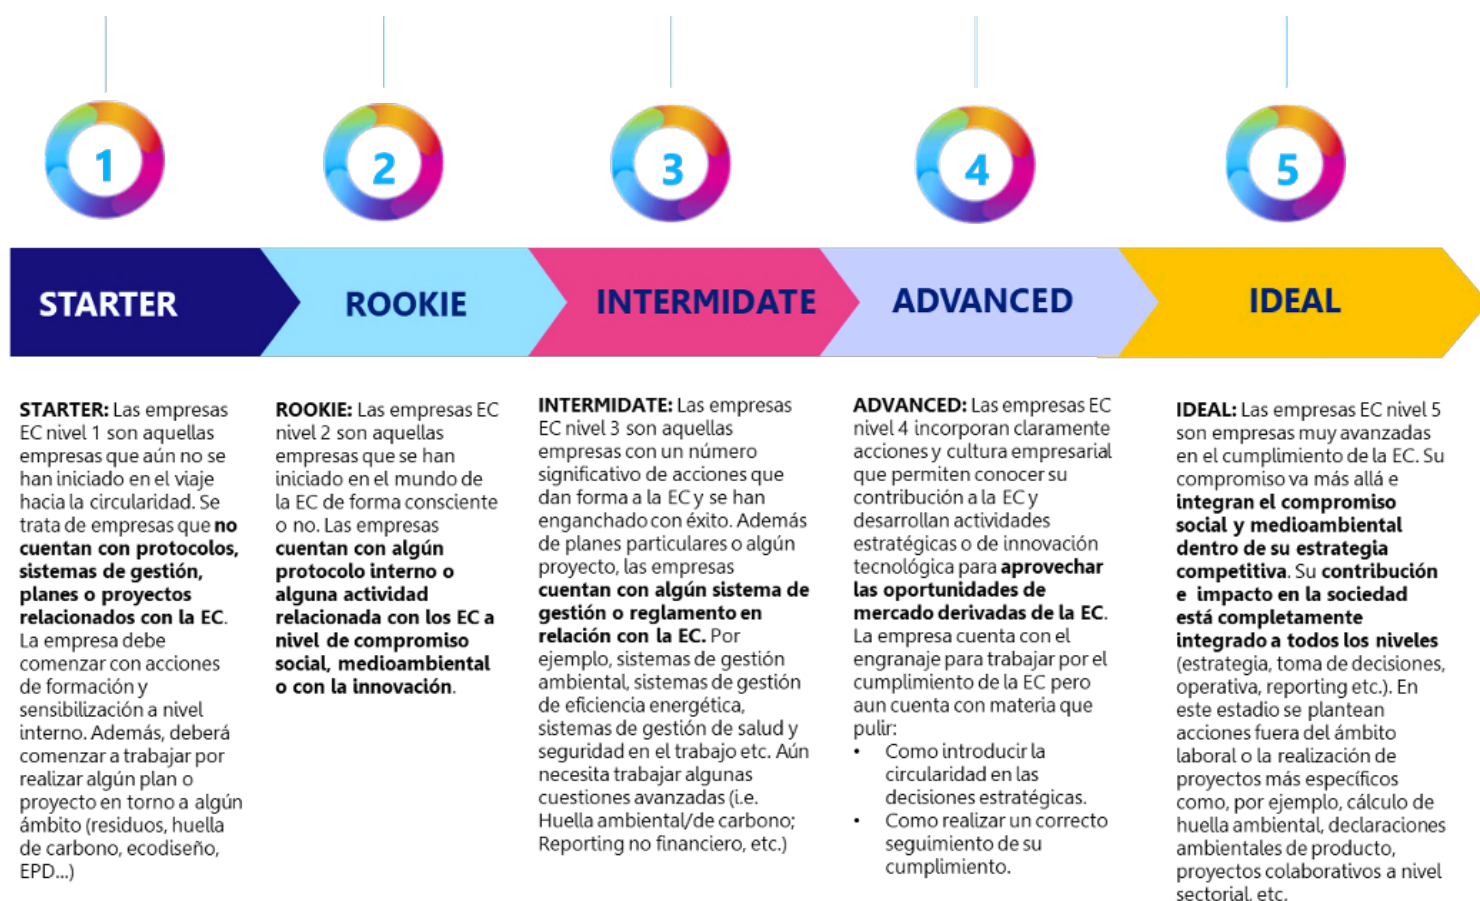 1
2
3
4
5
STARTER
ROOKIE
INTERMIDATE
ADVANCED
IDEAL
STARTER: Las empresas
EC nivel 1 son aquellas
empresas que aún no se
han iniciado en el viaje
hacia la circularidad. Se
trata de empresas que no
cuentan con protocolos,
sistemas de gestión,
planes o proyectos
relacionados con la EC.
La empresa debe
comenzar con acciones
de formación y
sensibilización a nivel
interno. Además, deberá
comenzar a trabajar por
realizar algún plan o
proyecto en torno a algún
ámbito (residuos, huella
de carbono, ecodiseño,
EPD...)
ROOKIE: Las empresas EC
nivel 2 son aquellas
empresas que se han
iniciado en el mundo de
la EC de forma consciente
o no. Las empresas
cuentan con algún
protocolo interno o
alguna actividad
relacionada con los EC a
nivel de compromiso
social, medioambiental
o con la innovación.
INTERMIDATE: Las empresas
EC nivel 3 son aquellas
empresas con un número
significativo de acciones que
dan forma a la EC y se han
enganchado con éxito. Además
de planes particulares o algún
proyecto, las empresas
cuentan con algún sistema de
gestión o reglamento en
relación con la EC. Por
ejemplo, sistemas de gestión
ambiental, sistemas de gestión
de eficiencia energética,
sistemas de gestión de salud y
seguridad en el trabajo etc. Aún
necesita trabajar algunas
cuestiones avanzadas (i.e.
Huella ambiental/de carbono;
Reporting no financiero, etc.)
ADVANCED: Las empresas EC
nivel 4 incorporan claramente
acciones y cultura empresarial
que permiten conocer su
contribución a la EC y
desarrollan actividades
estratégicas o de innovación
tecnológica para aprovechar
las oportunidades de
mercado derivadas de la EC.
La empresa cuenta con el
engranaje para trabajar por el
cumplimiento de la EC pero
aun cuenta con materia que
pulir:
• Como introducir la
circularidad en las
decisiones estratégicas.
• Como realizar un correcto
seguimiento de su
cumplimiento.
IDEAL: Las empresas EC nivel 5
son empresas muy avanzadas
en el cumplimiento de la EC. Su
compromiso va más allá e
integran el compromiso
social y medioambiental
dentro de su estrategia
competitiva. Su contribución
e impacto en la sociedad
está completamente
integrado a todos los niveles
(estrategia, toma de decisiones,
operativa, reporting etc.). En
este estadio se plantean
acciones fuera del ámbito
laboral o la realización de
proyectos más específicos
como, por ejemplo, cálculo de
huella ambiental, declaraciones
ambientales de producto,
proyectos colaborativos a nivel
sectorial, etc.